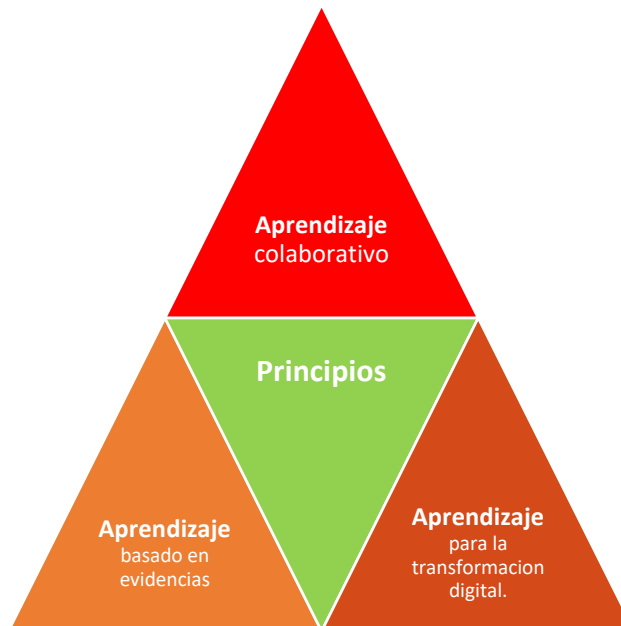 Aprendizaje
colaborativo
Principios
Aprendizaje
basado en
evidencias
Aprendizaje
para la
transformacion
digital.